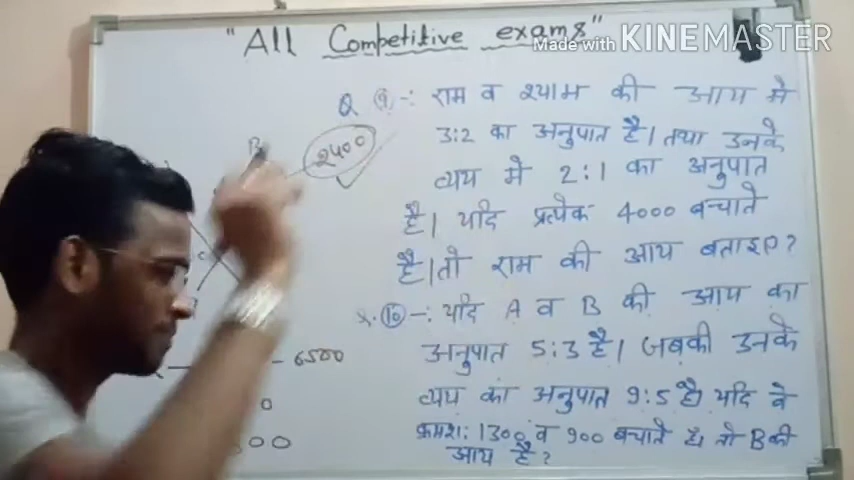 "All Competitive exams"
Made with KINEMASTER
Q ⑨-: राम व श्याम की आय मे
3:2 का अनुपात है। तथा उनके
व्यय मे 2:1 का अनुपात
है। यदि प्रत्येक 4000 बचाते
है। तो राम की आय बताइए?
Q. ⑩-: यदि A व B की आय का
अनुपात 5:3 है। जबकी उनके
व्यय का अनुपात 9:5 है। यदि वे
क्रमश: 1300 व 900 बचाते है। तो B की
आय है?
2400
B
c
- 6500
0
00